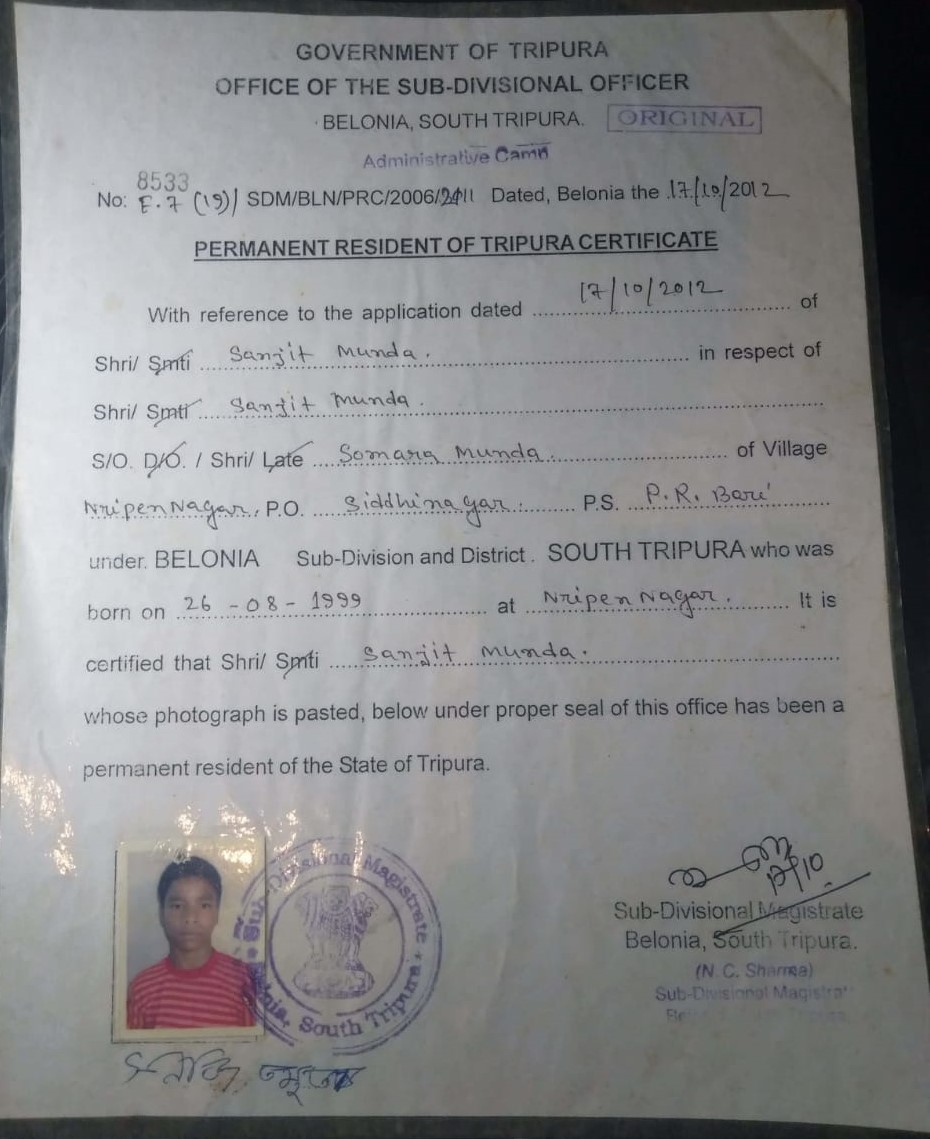 GOVERNMENT OF TRIPURA
OFFICE OF THE SUB-DIVISIONAL OFFICER
BELONIA, SOUTH TRIPURA. ORIGINAL
Administrative Camp
8533
No: F.7 (19)/ SDM/BLN/PRC/2006/2011 Dated, Belonia the 17/10/2012
PERMANENT RESIDENT OF TRIPURA CERTIFICATE
With reference to the application dated 17/10/2012 of
Shri/ Smti Sanjit Munda. in respect of
Shri/ Smti Sanjit Munda.
S/O. D/O. / Shri/ Late Somara Munda. of Village
Nripen Nagar, P.O. Siddhinagar. P.S. P.R. Bari
under. BELONIA Sub-Division and District. SOUTH TRIPURA who was
born on 26-08-1999 at Nripen Nagar. It is
certified that Shri/ Smti Sanjit Munda.
whose photograph is pasted, below under proper seal of this office has been a
permanent resident of the State of Tripura.
Sub-Divisional Magistrate
South Tripura
17/10
Sub-Divisional Magistrate
Belonia, South Tripura.
(N. C. Sharma)
Sub-Divisional Magistra